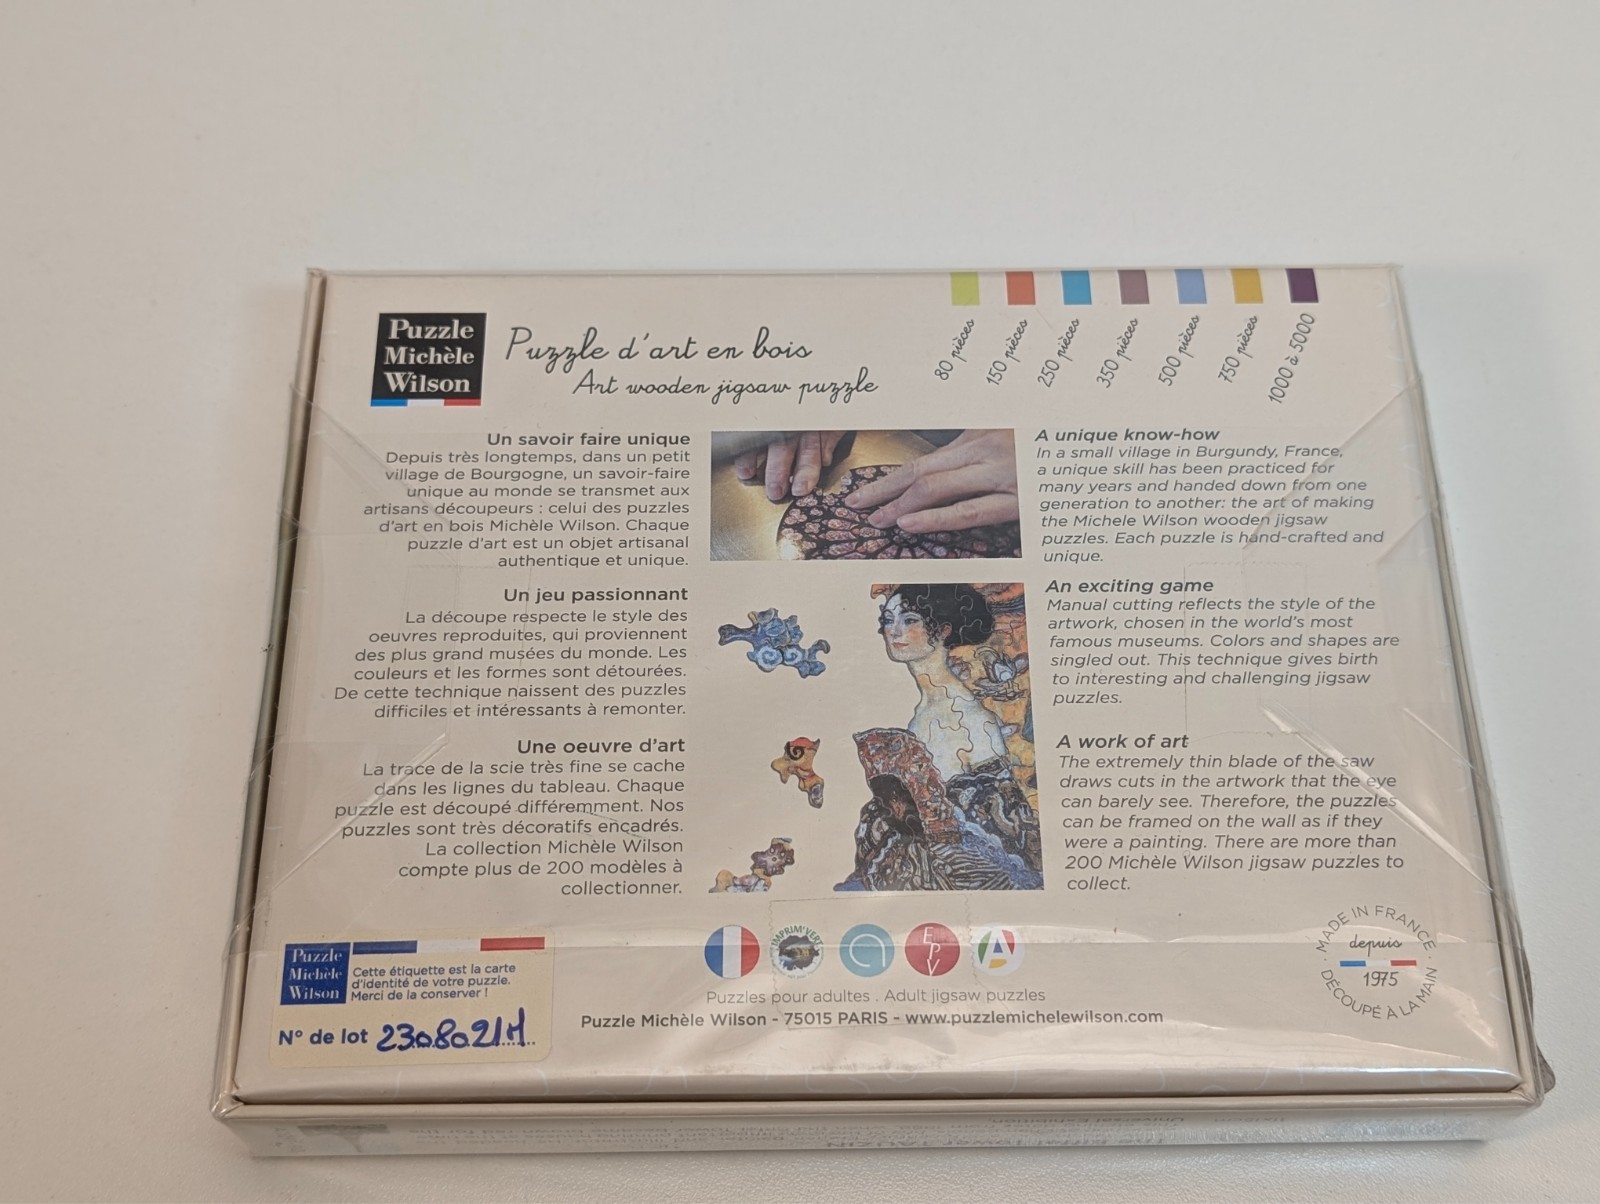 Puzzle
Michèle
Wilson
Puzzle d'art en bois
Art wooden jigsaw puzzle
80 pièces
150 pièces
250 pièces
350 pièces
500 pièces
750 pièces
1000 à 5000
Un savoir faire unique
Depuis très longtemps, dans un petit
village de Bourgogne, un savoir-faire
unique au monde se transmet aux
artisans découpeurs : celui des puzzles
d'art en bois Michèle Wilson. Chaque
puzzle d'art est un objet artisanal
authentique et unique.
Un jeu passionnant
La découpe respecte le style des
oeuvres reproduites, qui proviennent
des plus grand musées du monde. Les
couleurs et les formes sont détourées.
De cette technique naissent des puzzles
difficiles et intéressants à remonter.
Une oeuvre d'art
La trace de la scie très fine se cache
dans les lignes du tableau. Chaque
puzzle est découpé différemment. Nos
puzzles sont très décoratifs encadrés.
La collection Michèle Wilson
compte plus de 200 modèles à
collectionner.
A unique know-how
In a small village in Burgundy, France,
a unique skill has been practiced for
many years and handed down from one
generation to another: the art of making
the Michele Wilson wooden jigsaw
puzzles. Each puzzle is hand-crafted and
unique.
An exciting game
Manual cutting reflects the style of the
artwork, chosen in the world's most
famous museums. Colors and shapes are
singled out. This technique gives birth
to interesting and challenging jigsaw
puzzles.
A work of art
The extremely thin blade of the saw
draws cuts in the artwork that the eye
can barely see. Therefore, the puzzles
can be framed on the wall as if they
were a painting. There are more than
200 Michèle Wilson jigsaw puzzles to
collect.
Puzzle
Michèle
Wilson
Cette étiquette est la carte
d'identité de votre puzzle.
Merci de la conserver !
N° de lot 230802111
IMPRIM'VERT
EPV
A
Puzzles pour adultes . Adult jigsaw puzzles
Puzzle Michèle Wilson - 75015 PARIS - www.puzzlemichelewilson.com
MADE IN FRANCE
depuis
1975
DÉCOUPÉ À LA MAIN
Eiffel Tower TAUZIN
Universal Exhibition